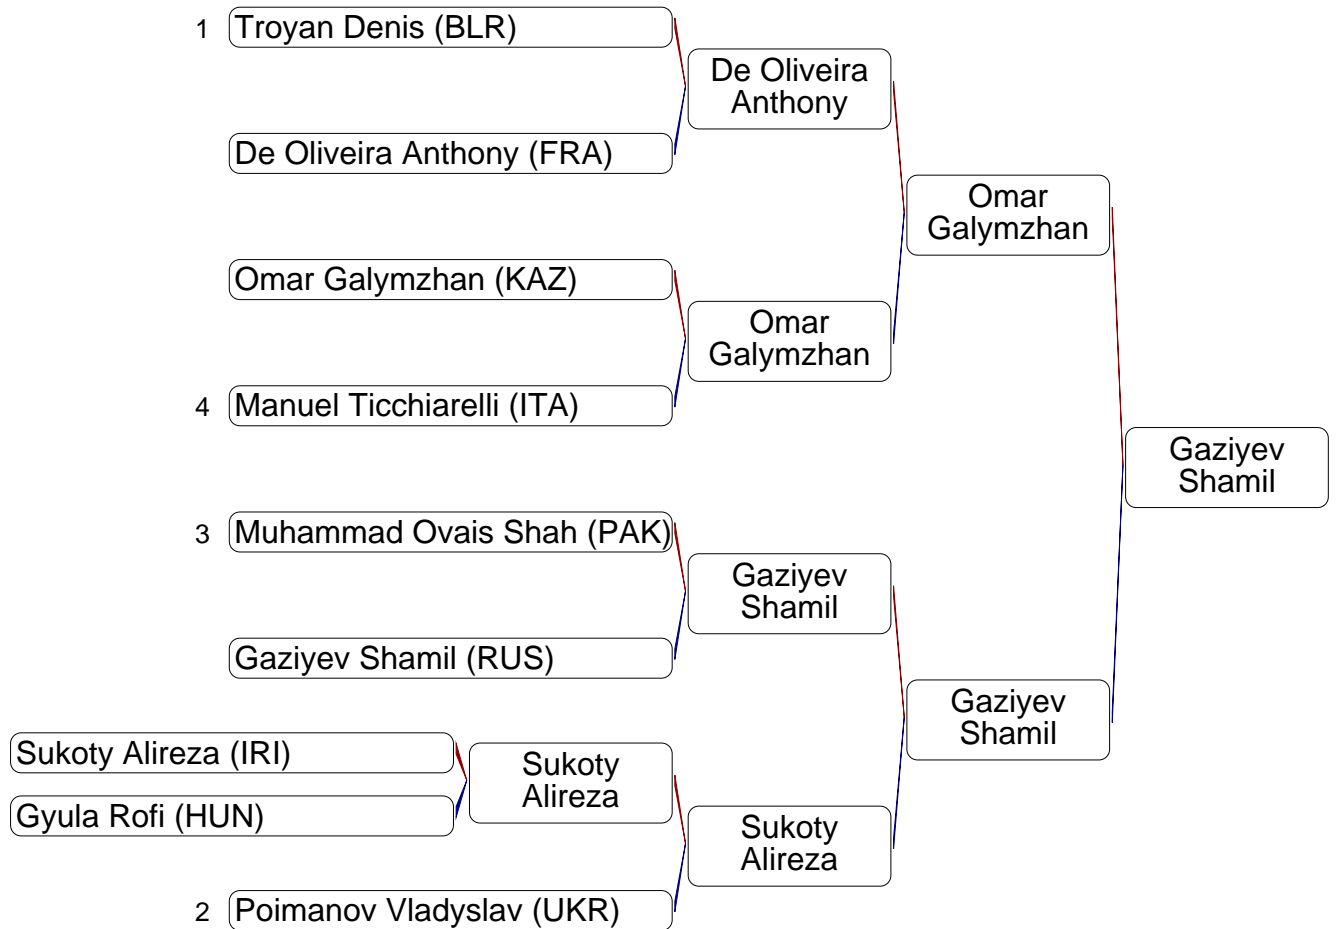 1 Troyan Denis (BLR)
De Oliveira
Anthony
De Oliveira Anthony (FRA)
Omar
Galymzhan
Omar Galymzhan (KAZ)
Omar
Galymzhan
4 Manuel Ticchiarelli (ITA)
Gaziyev
Shamil
3 Muhammad Ovais Shah (PAK)
Gaziyev
Shamil
Gaziyev Shamil (RUS)
Gaziyev
Shamil
Sukoty Alireza (IRI)
Sukoty
Alireza
Gyula Rofi (HUN)
Sukoty
Alireza
2 Poimanov Vladyslav (UKR)